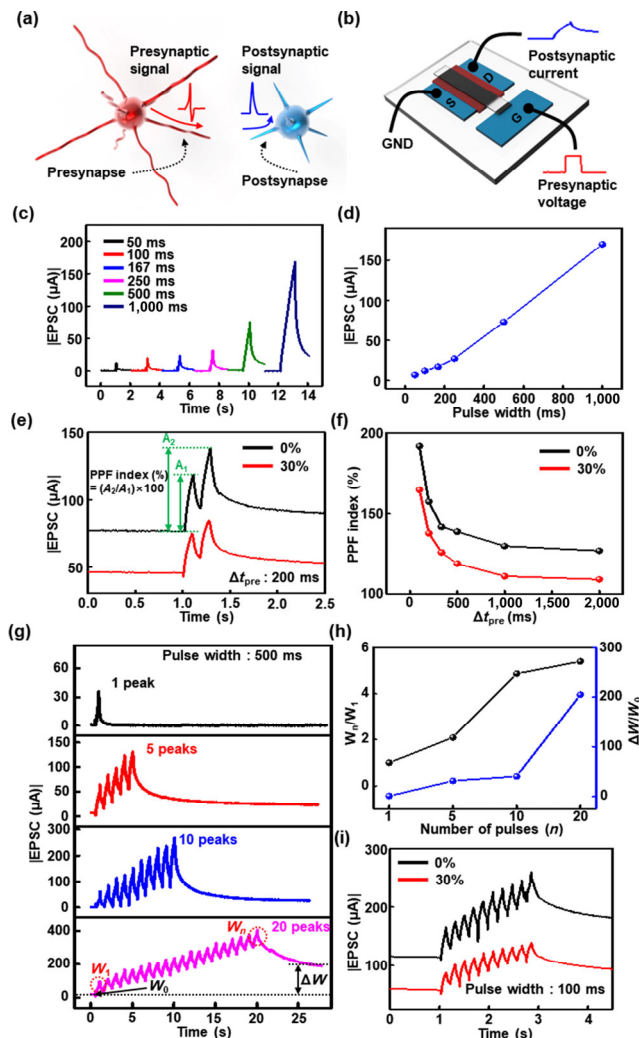 (a)
Presynaptic
signal
Postsynaptic
signal
Presynapse
Postsynapse
(b)
Postsynaptic
current
D
S
G
GND
Presynaptic
voltage
(c)
|EPSC (µA)|
200
150
100
50
0
50 ms
100 ms
167 ms
250 ms
500 ms
1,000 ms
0 2 4 6 8 10 12 14
Time (s)
(d)
|EPSC (µA)|
150
100
50
0
0 200 400 600 800 1,000
Pulse width (ms)
(e)
|EPSC (µA)|
150
100
50
A2
A1
PPF index (%)
= (A2/A1)×100
0%
30%
Δtpre : 200 ms
0.0 0.5 1.0 1.5 2.0 2.5
Time (s)
(f)
PPF index (%)
200
150
100
0%
30%
0 500 1,000 1,500 2,000
Δtpre (ms)
(g)
Pulse width : 500 ms
|EPSC (µA)|
|EPSC (µA)|
60
30
0
1 peak
150
100
50
0
5 peaks
300
200
100
0
10 peaks
400
200
0
20 peaks
W1
W0
Wn
ΔW
0 5 10 15 20 25
Time (s)
(h)
Wn/W1
6
4
2
0
300
200
100
0
ΔW/W0
1 5 10 20
Number of pulses (n)
(i)
|EPSC (µA)|
300
200
100
0%
30%
Pulse width : 100 ms
0 1 2 3 4
Time (s)